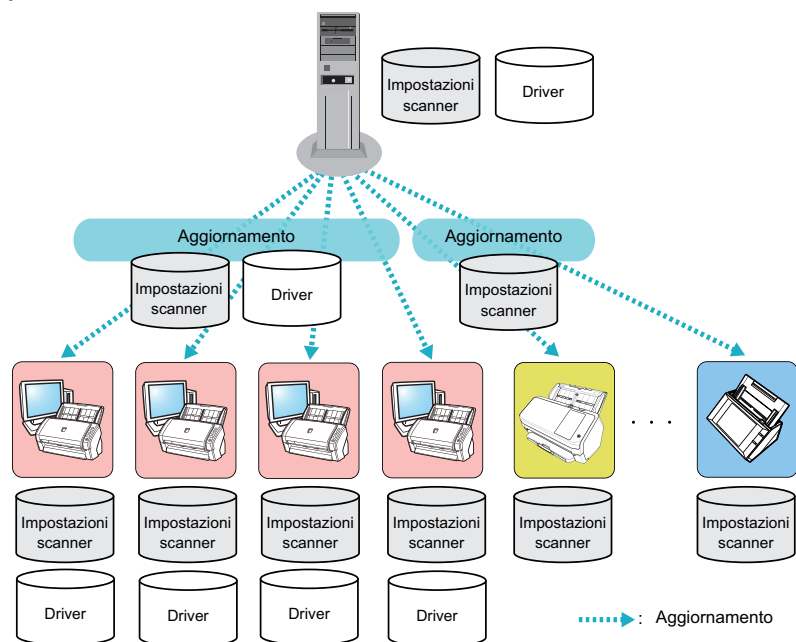 Impostazioni
scanner
Driver
Aggiornamento
Aggiornamento
Impostazioni
scanner
Driver
Impostazioni
scanner
. . .
Impostazioni
scanner
Impostazioni
scanner
Impostazioni
scanner
Impostazioni
scanner
Impostazioni
scanner
Impostazioni
scanner
Driver
Driver
Driver
Driver
: Aggiornamento